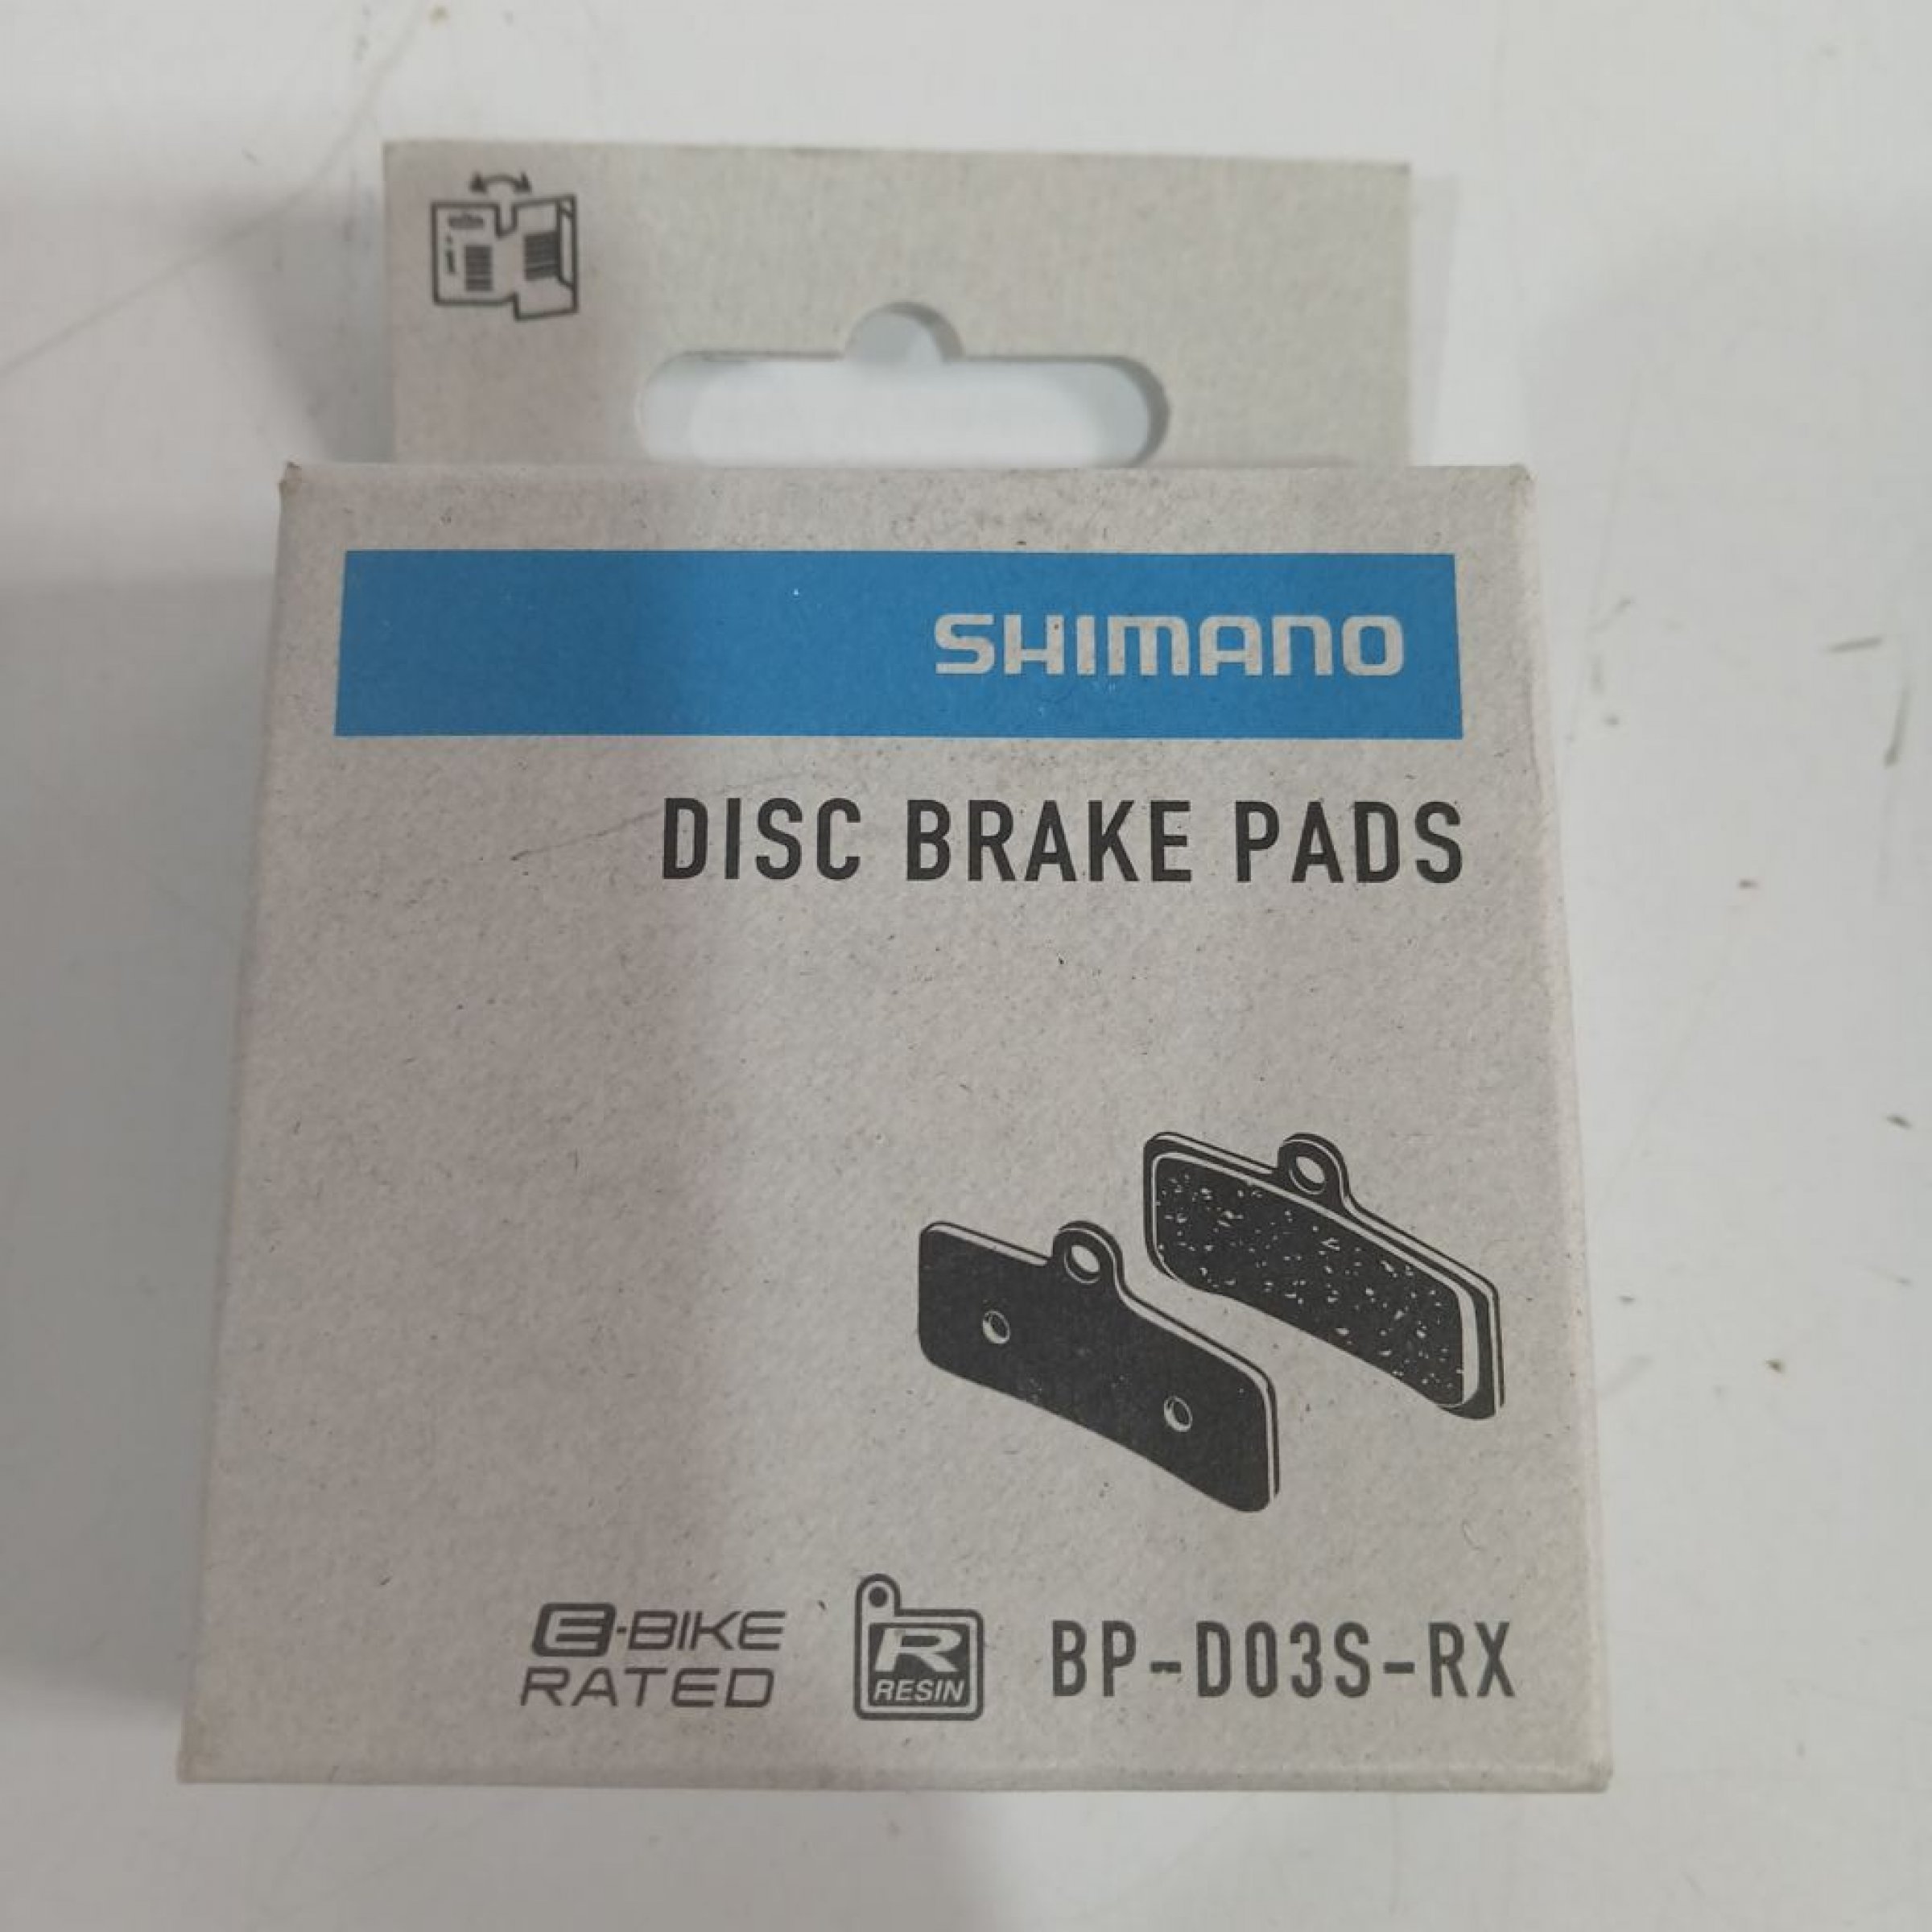 SHIMANO
DISC BRAKE PADS
E-BIKE
RATED
R
RESIN
BP-D03S-RX